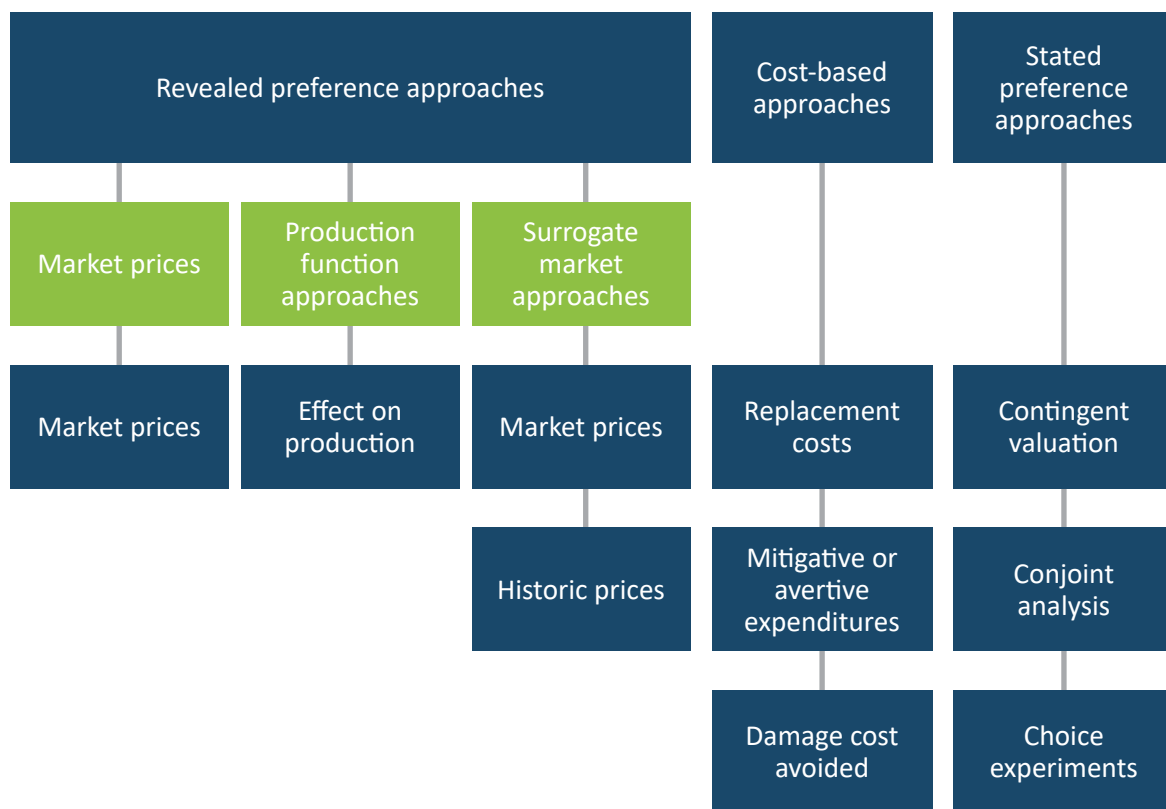 Revealed preference approaches
Cost-based
approaches
Stated
preference
approaches
Market prices
Production
function
approaches
Surrogate
market
approaches
Market prices
Effect on
production
Market prices
Replacement
costs
Contingent
valuation
Historic prices
Mitigative or
avertive
expenditures
Conjoint
analysis
Damage cost
avoided
Choice
experiments